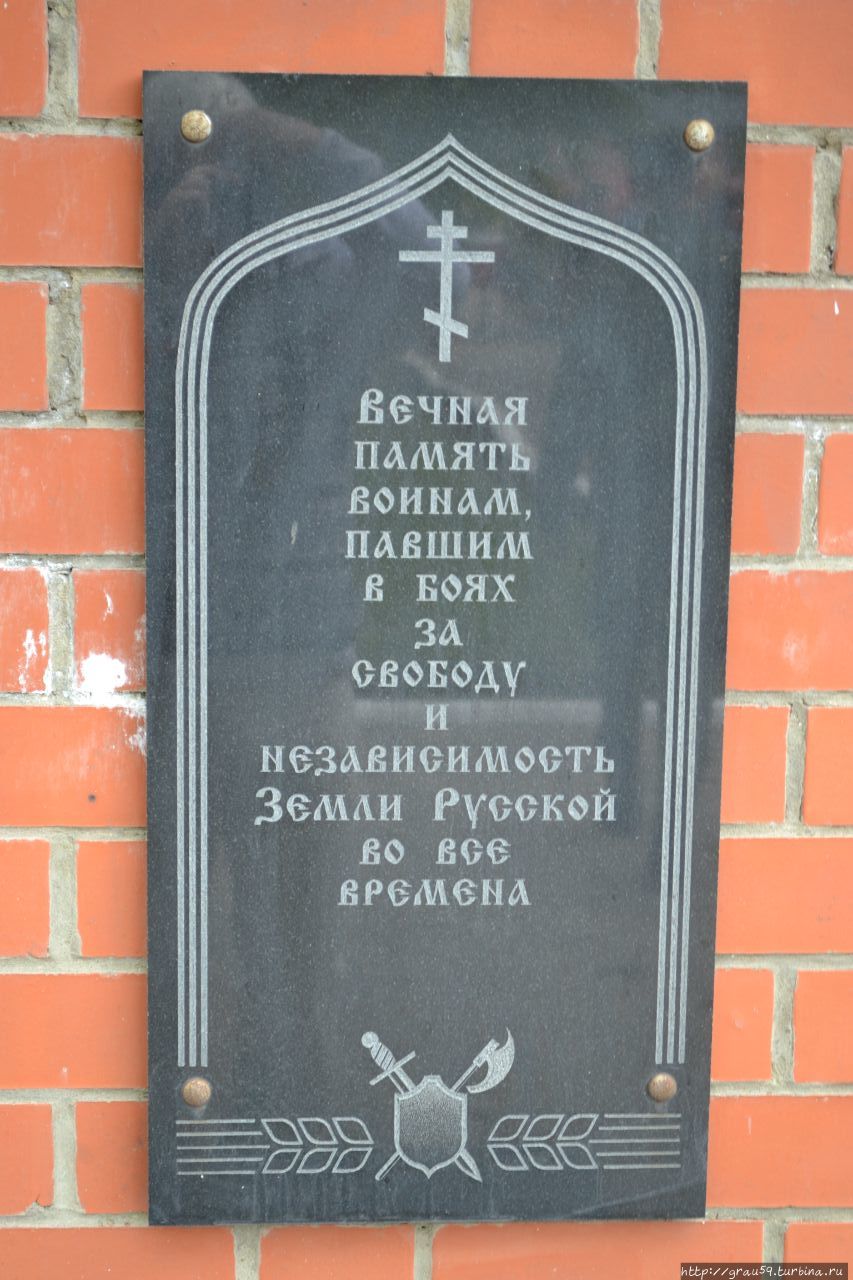 Вечная
память
воинам,
павшим
в боях
за
свободу
и
независимость
Земли Русской
во все
времена
http://grau59.turbina.ru